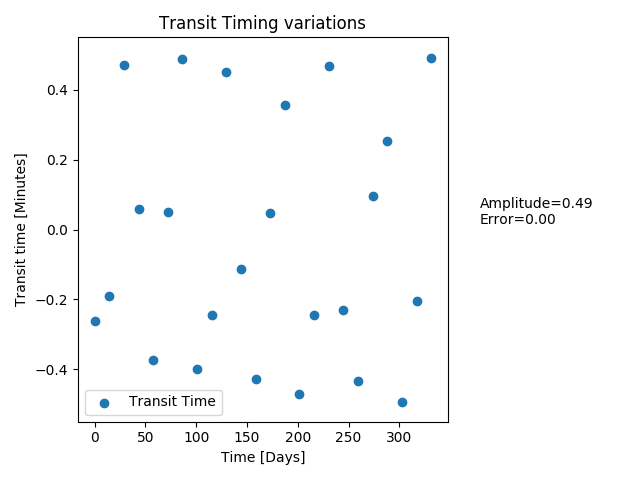 Transit Timing variations
Transit time [Minutes]
0.4
0.2
0.0
−0.2
−0.4
Amplitude=0.49
Error=0.00
Transit Time
0
50
100
150
200
250
300
Time [Days]